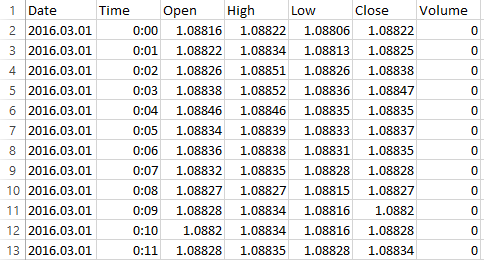 1 Date Time Open High Low Close Volume
2 2016.03.01 0:00 1.08816 1.08822 1.08806 1.08822 0
3 2016.03.01 0:01 1.08822 1.08834 1.08813 1.08825 0
4 2016.03.01 0:02 1.08826 1.08851 1.08826 1.08838 0
5 2016.03.01 0:03 1.08838 1.08852 1.08836 1.08847 0
6 2016.03.01 0:04 1.08846 1.08846 1.08835 1.08835 0
7 2016.03.01 0:05 1.08834 1.08839 1.08833 1.08837 0
8 2016.03.01 0:06 1.08836 1.08838 1.08831 1.08835 0
9 2016.03.01 0:07 1.08832 1.08835 1.08828 1.08828 0
10 2016.03.01 0:08 1.08827 1.08827 1.08815 1.08827 0
11 2016.03.01 0:09 1.08828 1.08834 1.08816 1.0882 0
12 2016.03.01 0:10 1.0882 1.08834 1.08816 1.08828 0
13 2016.03.01 0:11 1.08828 1.08835 1.08828 1.08834 0